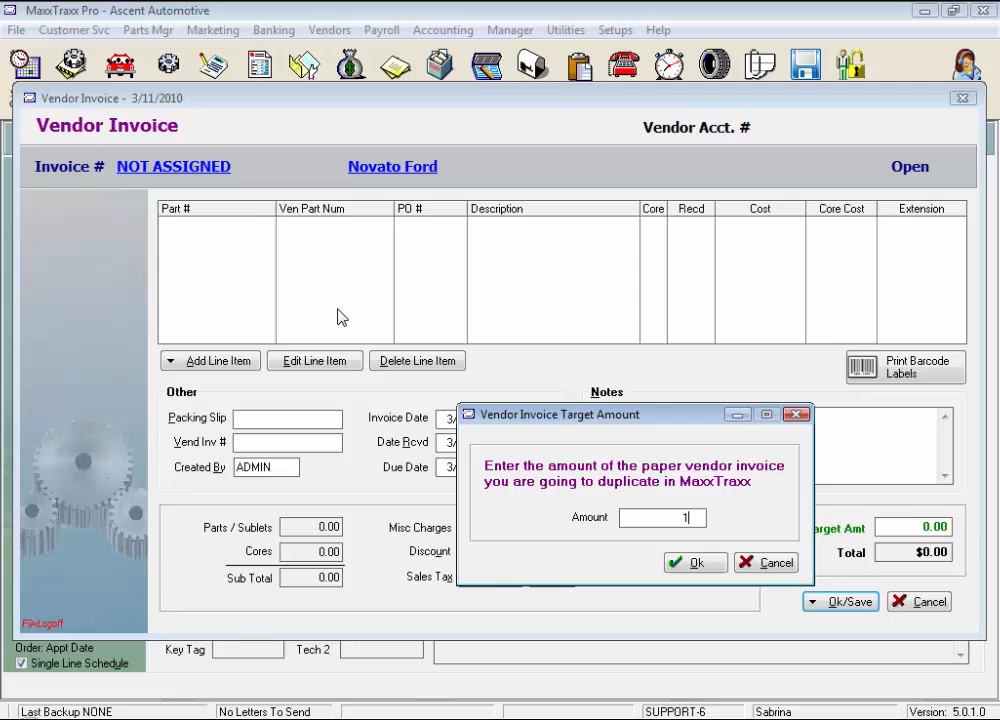 MaxxTraxx Pro - Ascent Automotive
File Customer Svc Parts Mgr Marketing Banking Vendors Payroll Accounting Manager Utilities Setups Help
Vendor Invoice - 3/11/2010
Vendor Invoice
Vendor Acct. #
Invoice # NOT ASSIGNED Novato Ford Open
Part # Ven Part Num PO # Description Core Recd Cost Core Cost Extension
Add Line Item Edit Line Item Delete Line Item
Print Barcode
Labels
Other Notes
Packing Slip Invoice Date 3/
Vend Inv # Date Rcvd 3/
Created By ADMIN Due Date 3/
Vendor Invoice Target Amount
Enter the amount of the paper vendor invoice
you are going to duplicate in MaxxTraxx
Amount 1
Ok Cancel
Parts / Sublets 0.00 Misc Charges arget Amt 0.00
Cores 0.00 Discount Total $0.00
Sub Total 0.00 Sales Tax
Ok/Save Cancel
F9=Logoff
Order: Appt Date
Single Line Schedule
Key Tag Tech 2
Last Backup NONE No Letters To Send SUPPORT-6 Sabrina Version: 5.0.1.0